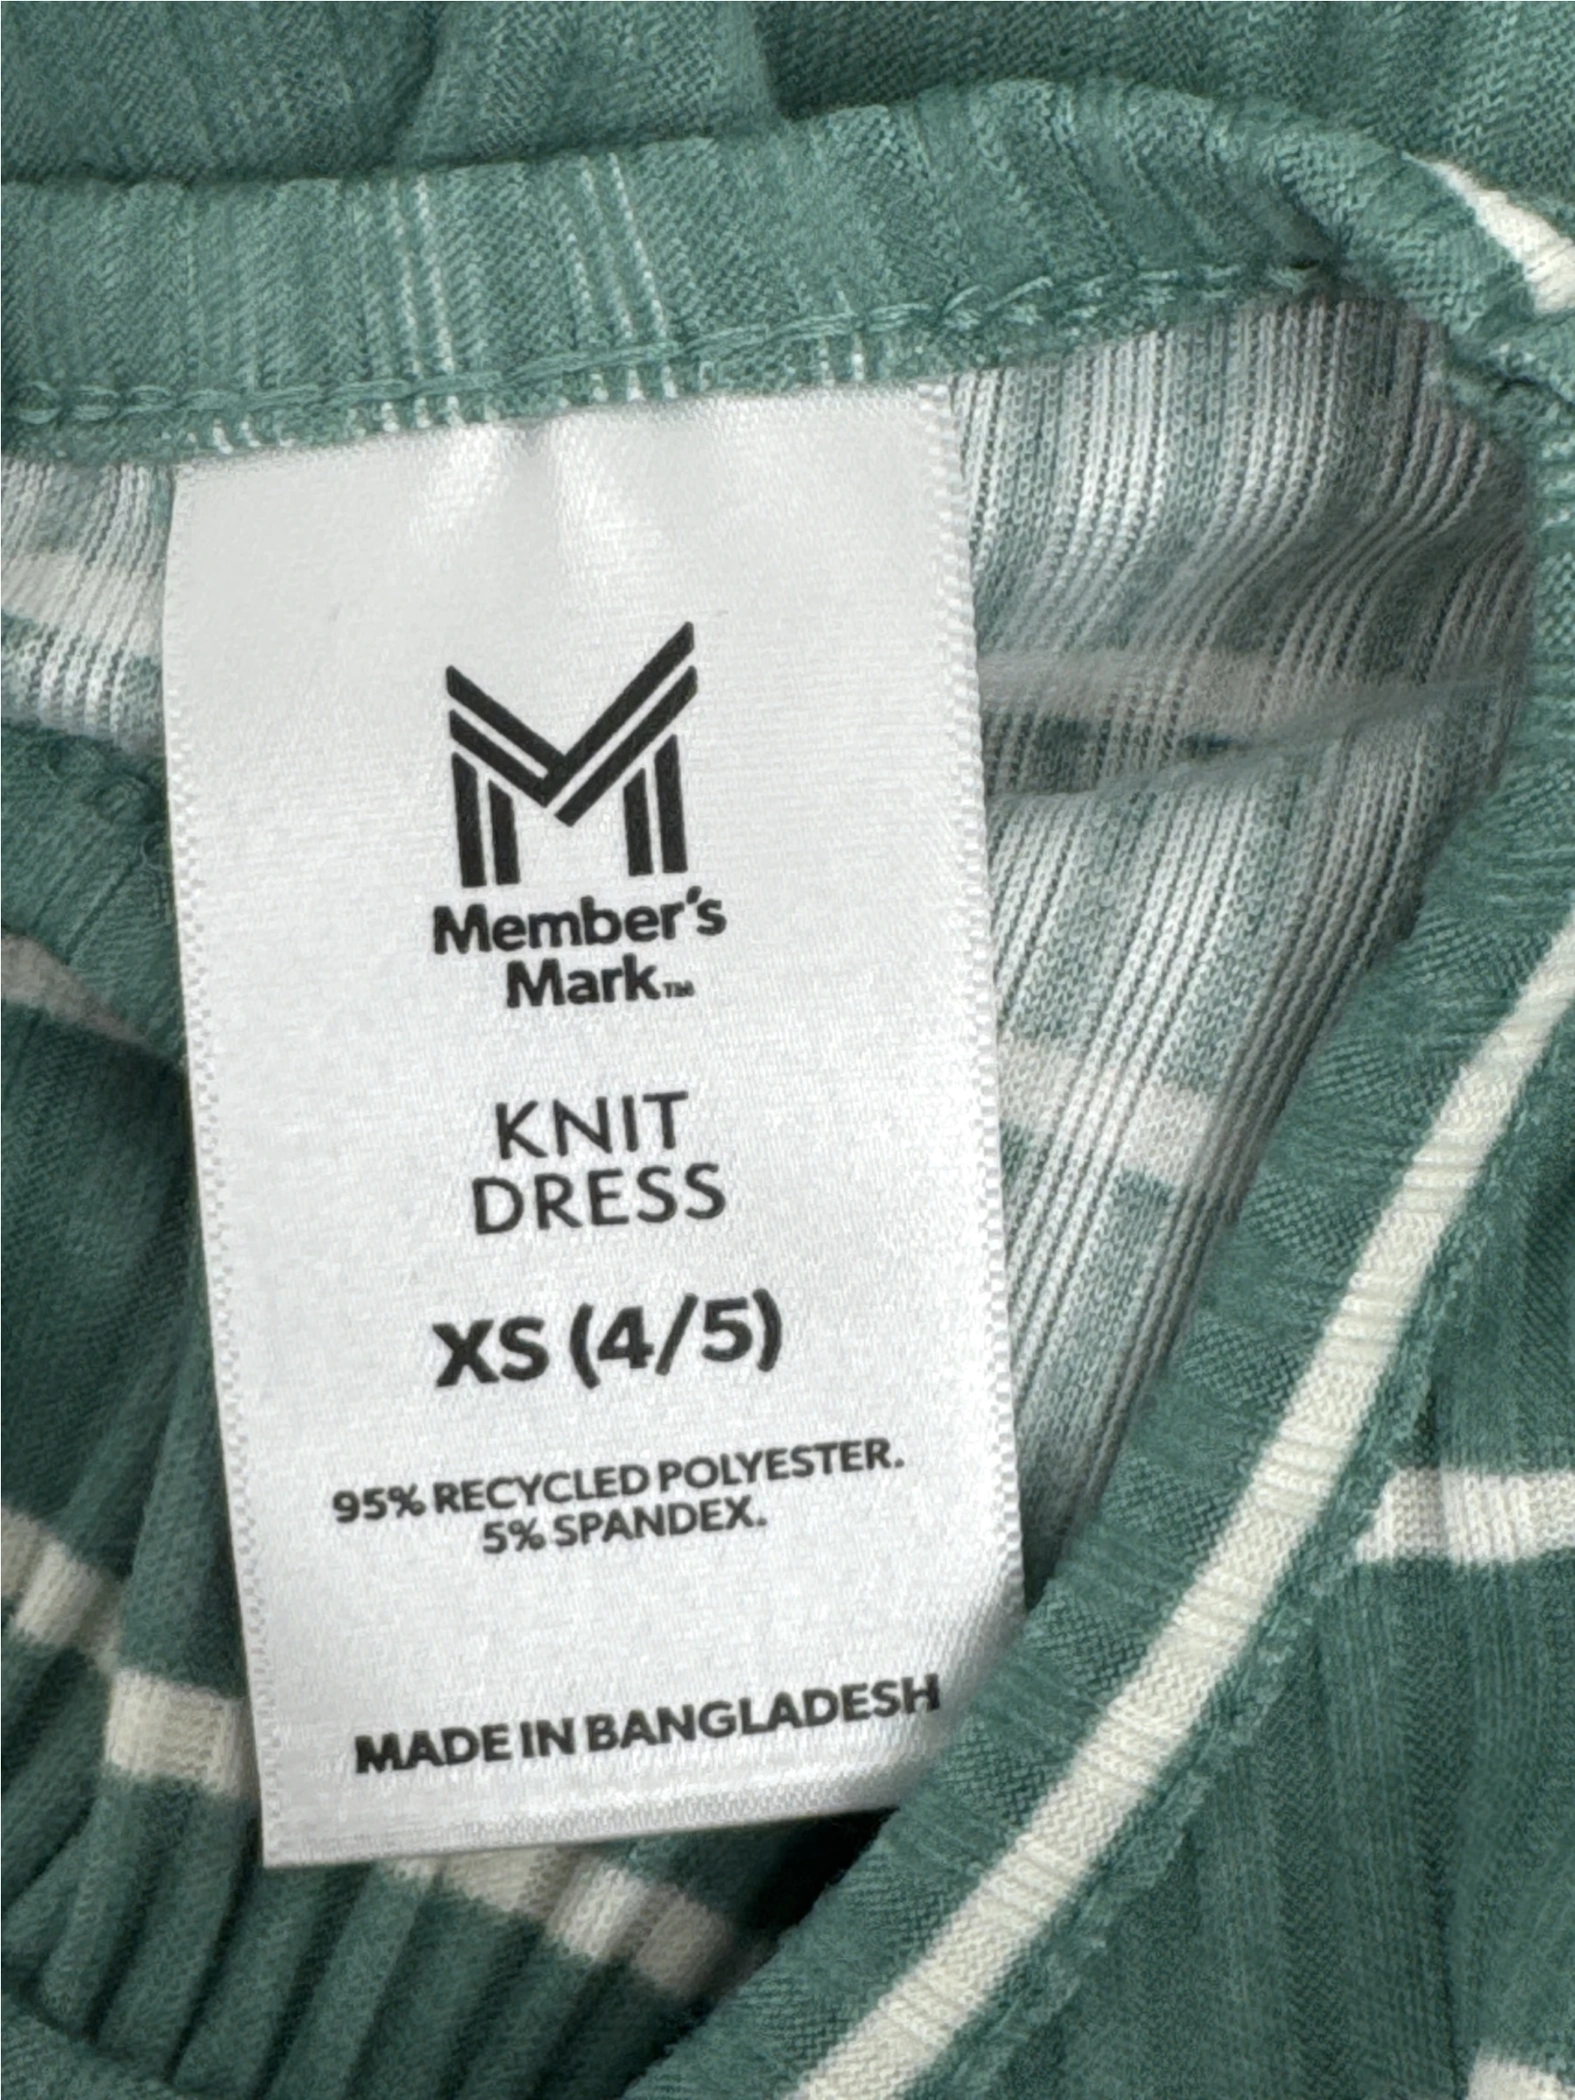 Member's
Mark™
KNIT
DRESS
XS (4/5)
95% RECYCLED POLYESTER.
5% SPANDEX.
MADE IN BANGLADESH